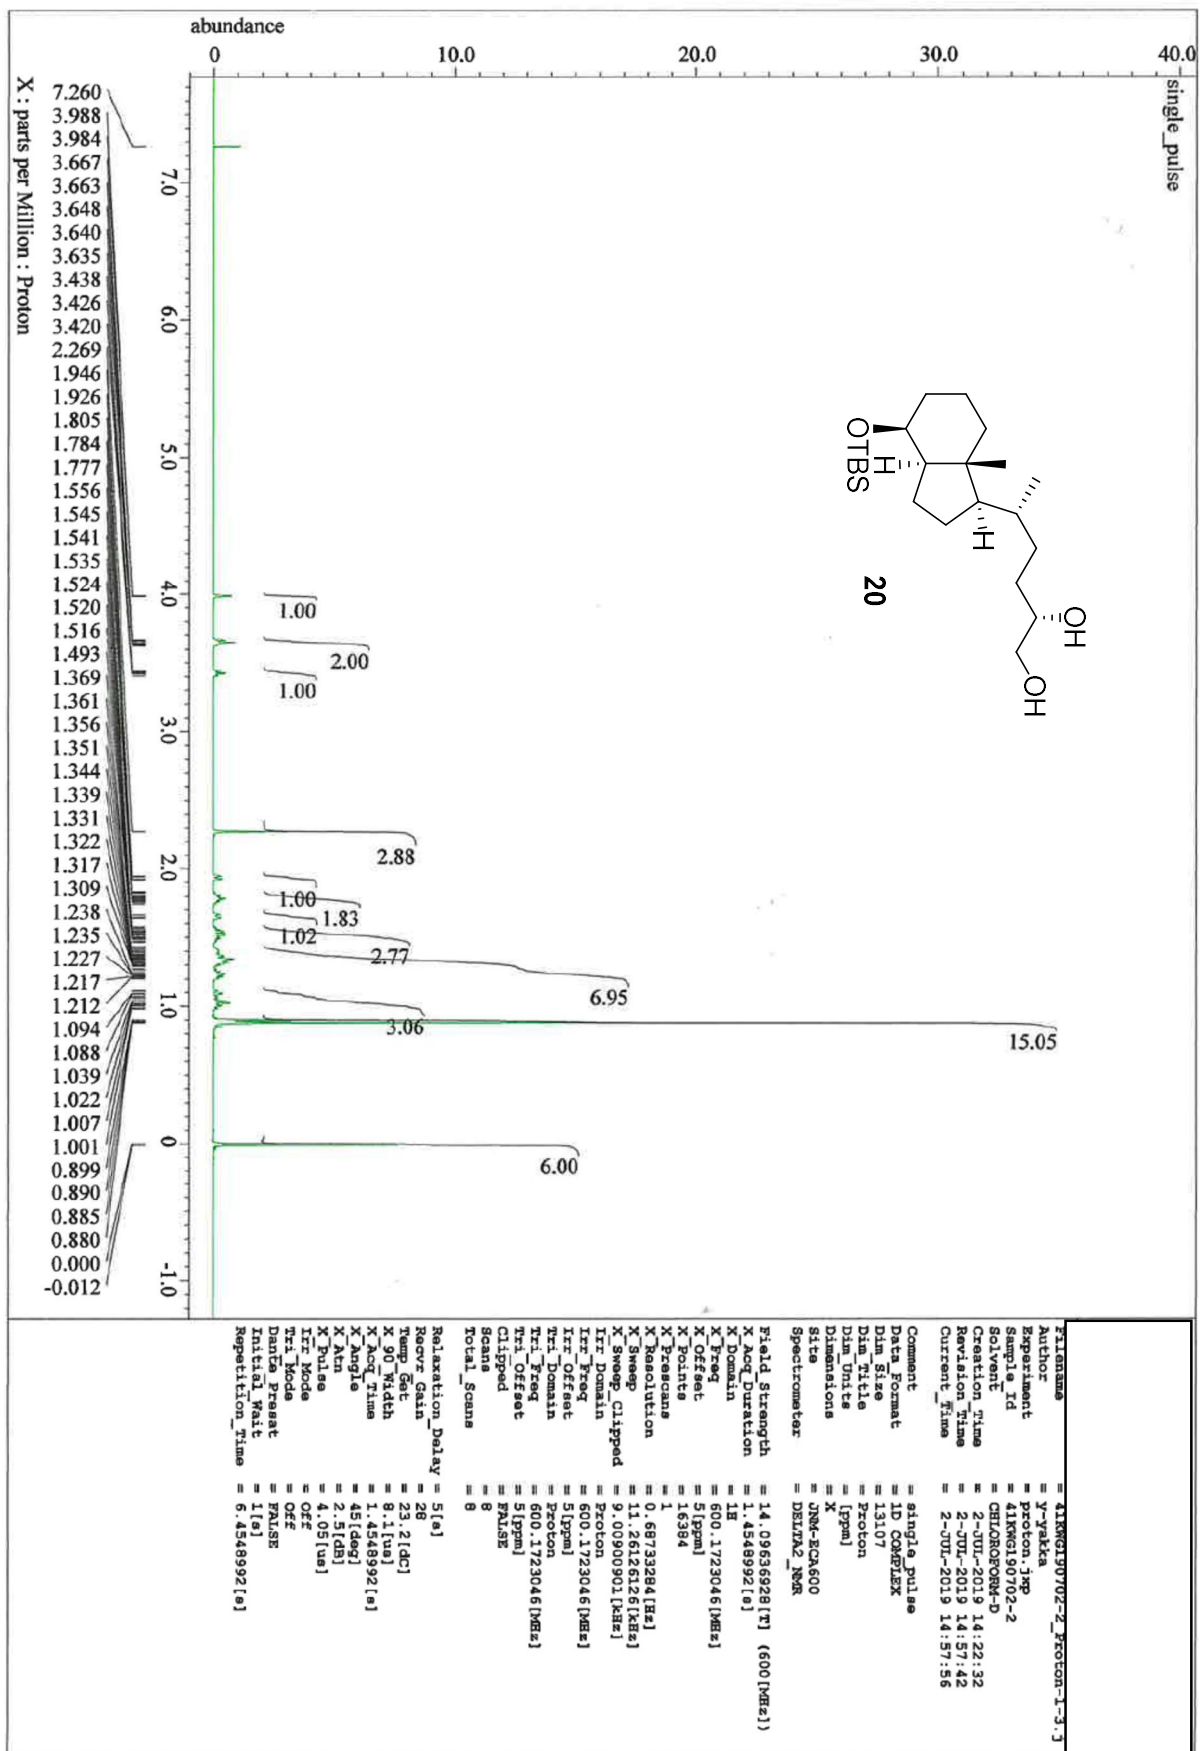 single_pulse
abundance
0 10.0 20.0 30.0 40.0
OTBS
H
H
OH
OH
20
1.00
2.00
1.00
2.88
1.00
1.83
1.02
2.77
6.95
3.06
15.05
6.00
7.0 6.0 5.0 4.0 3.0 2.0 1.0 0 -1.0
7.260
3.988
3.984
3.667
3.663
3.648
3.640
3.635
3.438
3.426
3.420
2.269
1.946
1.926
1.805
1.784
1.777
1.556
1.545
1.541
1.535
1.524
1.520
1.516
1.493
1.369
1.361
1.356
1.351
1.344
1.339
1.331
1.322
1.317
1.309
1.238
1.235
1.227
1.217
1.212
1.094
1.088
1.039
1.022
1.007
1.001
0.899
0.890
0.885
0.880
0.000
-0.012
X : parts per Million : Proton
Filename = 41KWG190702-2_Proton-1-3.j
Author = y-yakka
Experiment = proton.jxp
Sample_Id = 41KWG190702-2
Solvent = CHLOROFORM-D
Creation_Time = 2-JUL-2019 14:22:32
Revision_Time = 2-JUL-2019 14:57:42
Current_Time = 2-JUL-2019 14:57:56
Comment = single_pulse
Data_Format = 1D COMPLEX
Dim_Size = 13107
Dim_Title = Proton
Dim_Units = [ppm]
Dimensions = X
Site = JNM-ECA600
Spectrometer = DELTA2_NMR
Field_Strength = 14.09636928[T] (600[MHz])
X_Acq_Duration = 1.4548992[s]
X_Domain = 1H
X_Freq = 600.1723046[MHz]
X_Offset = 5[ppm]
X_Points = 16384
X_Prescans = 1
X_Resolution = 0.68733284[Hz]
X_Sweep = 11.26126126[kHz]
X_Sweep_Clipped = 9.00900901[kHz]
Irr_Domain = Proton
Irr_Freq = 600.1723046[MHz]
Irr_Offset = 5[ppm]
Tri_Domain = Proton
Tri_Freq = 600.1723046[MHz]
Tri_Offset = 5[ppm]
Clipped = FALSE
Scans = 8
Total_Scans = 8
Relaxation_Delay = 5[s]
Recvr_Gain = 28
Temp_Get = 23.2[dC]
X_90_Width = 8.1[us]
X_Acq_Time = 1.4548992[s]
X_Angle = 45[deg]
X_Atn = 2.5[dB]
X_Pulse = 4.05[us]
Irr_Mode = Off
Tri_Mode = Off
Dante_Presat = FALSE
Initial_Wait = 1[s]
Repetition_Time = 6.4548992[s]